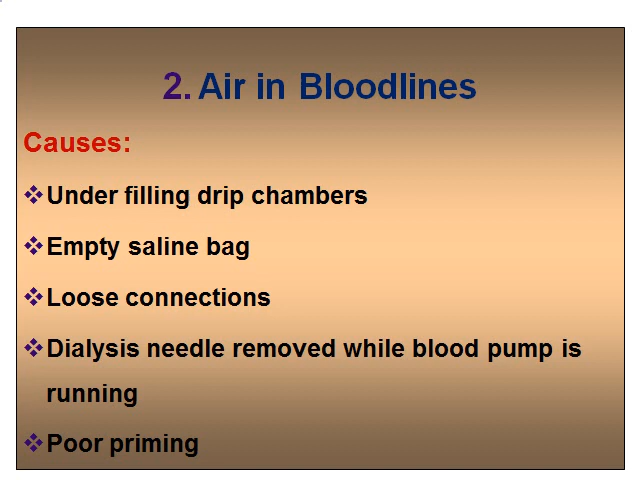 2. Air in Bloodlines
Causes:
❖Under filling drip chambers
❖Empty saline bag
❖Loose connections
❖Dialysis needle removed while blood pump is
running
❖Poor priming